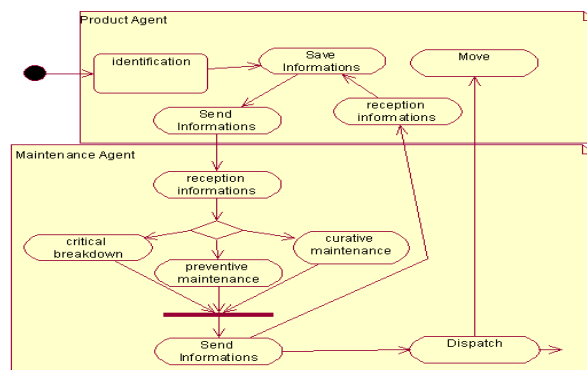 Product Agent
identification
Save
Informations
Move
Send
Informations
reception
informations
Maintenance Agent
reception
informations
critical
breakdown
preventive
maintenance
curative
maintenance
Send
Informations
Dispatch